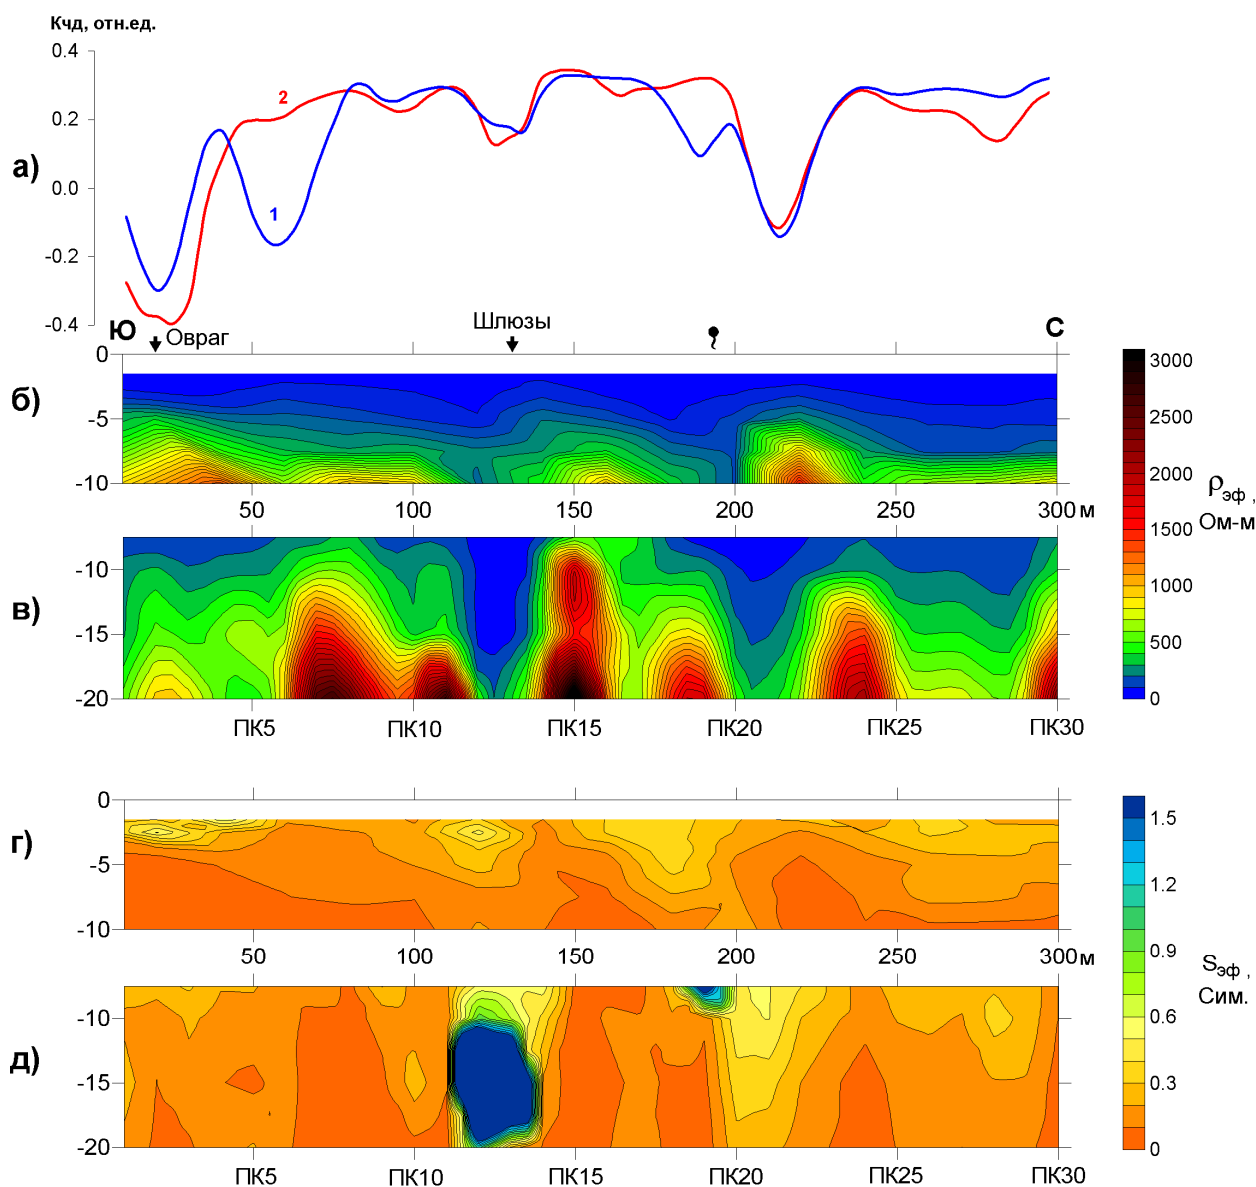 Кчд, отн.ед.
0.4
0.2
0.0
-0.2
-0.4
а)
2
1
Ю
Овраг
Шлюзы
С
б)
0
-5
-10
50
100
150
200
250
300 м
в)
-10
-15
-20
ПК5
ПК10
ПК15
ПК20
ПК25
ПК30
3000
2500
2000
1500
1000
500
0
ρэф ,
Ом-м
г)
0
-5
-10
50
100
150
200
250
300 м
д)
-10
-15
-20
ПК5
ПК10
ПК15
ПК20
ПК25
ПК30
1.5
1.2
0.9
0.6
0.3
0
Sэф ,
Сим.